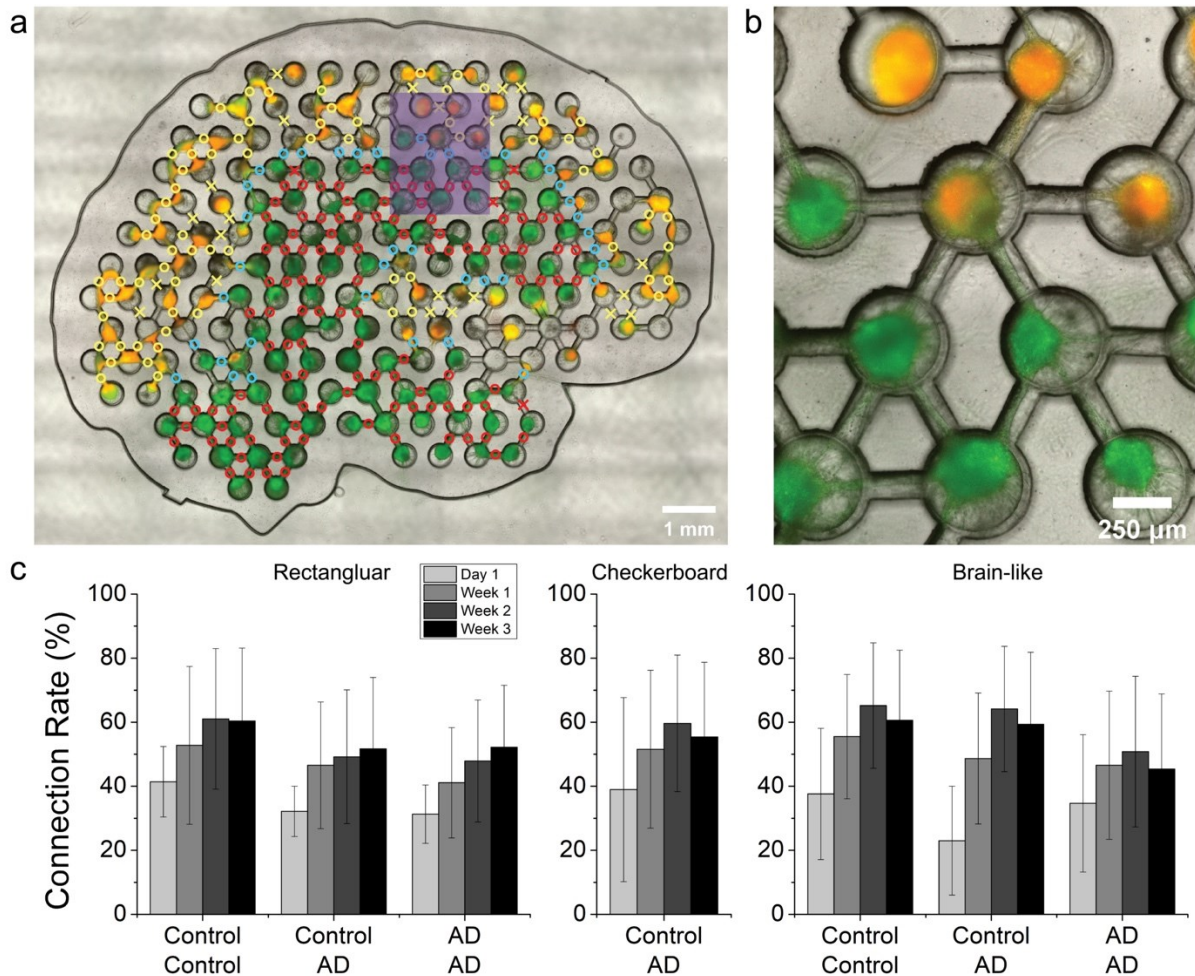 a
b
1 mm
250 µm
c
Rectangluar
Checkerboard
Brain-like
Day 1
Week 1
Week 2
Week 3
Connection Rate (%)
100
80
60
40
20
0
100
80
60
40
20
0
100
80
60
40
20
0
Control
Control
Control
AD
AD
AD
Control
AD
Control
Control
Control
AD
AD
AD